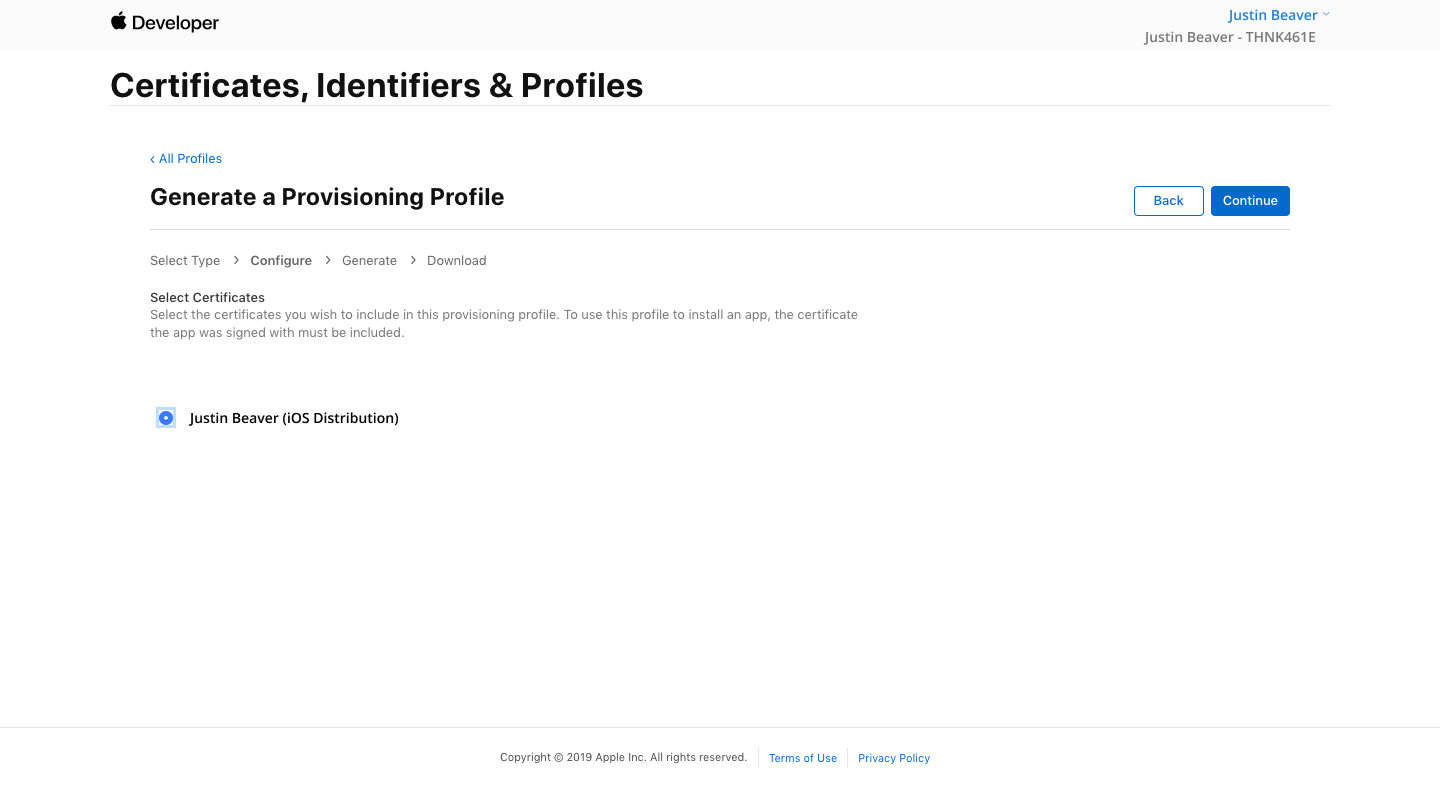 Developer
Justin Beaver
Justin Beaver - THNK461E
Certificates, Identifiers & Profiles
‹ All Profiles
Generate a Provisioning Profile
Back
Continue
Select Type > Configure > Generate > Download
Select Certificates
Select the certificates you wish to include in this provisioning profile. To use this profile to install an app, the certificate
the app was signed with must be included.
Justin Beaver (iOS Distribution)
Copyright © 2019 Apple Inc. All rights reserved. Terms of Use Privacy Policy